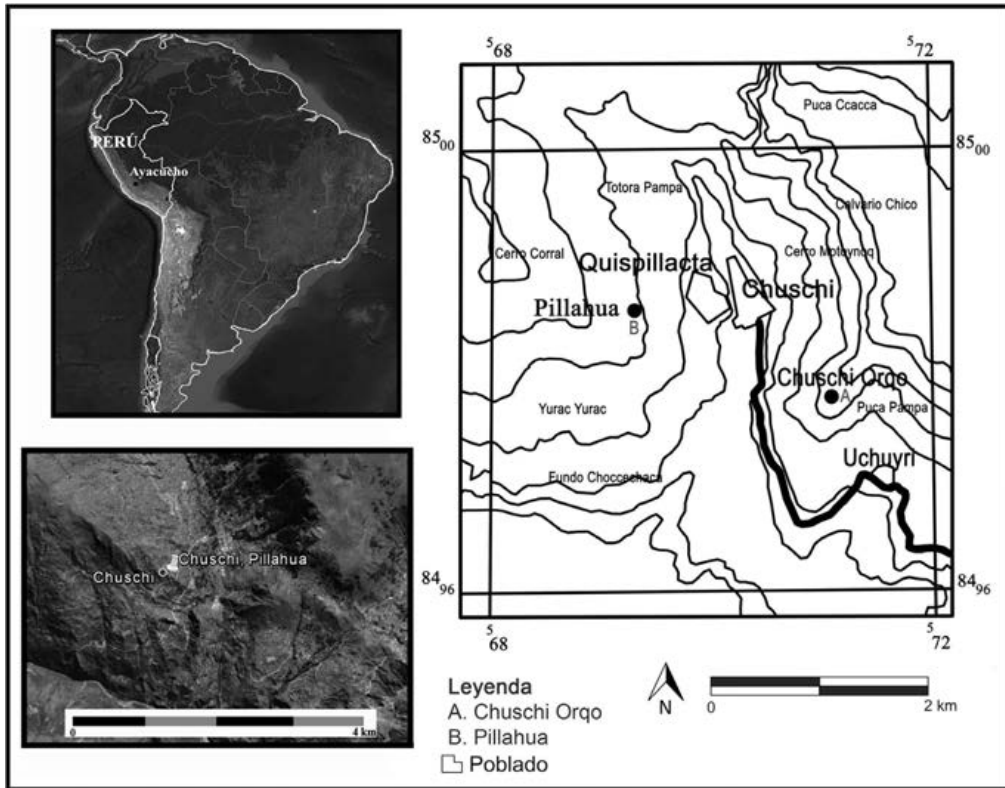 PERÚ
Ayacucho
Chuschi, Pillahua
Chuschi
0 4 km
568 572
8500 8500
Puca Ccacca
Totora Pampa
Calvario Chico
Cerro Corral
Cerro Motoynoq
Quispillacta
Chuschi
Pillahua
B
Chuschi Orqo
A
Puca Pampa
Yurac Yurac
Uchuyri
Fundo Choccechaca
8496 8496
568 572
Leyenda
A. Chuschi Orqo
B. Pillahua
Poblado
N
0 2 km